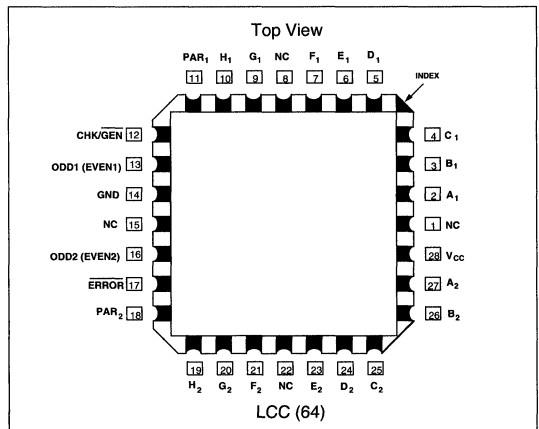 Top View
PAR₁ H₁ G₁ NC F₁ E₁ D₁
11 10 9 8 7 6 5
INDEX
CHK/G̅E̅N̅ 12
ODD1 (EVEN1) 13
GND 14
NC 15
ODD2 (EVEN2) 16
E̅R̅R̅O̅R̅ 17
PAR₂ 18
4 C₁
3 B₁
2 A₁
1 NC
28 V_CC
27 A₂
26 B₂
19 20 21 22 23 24 25
H₂ G₂ F₂ NC E₂ D₂ C₂
LCC (64)